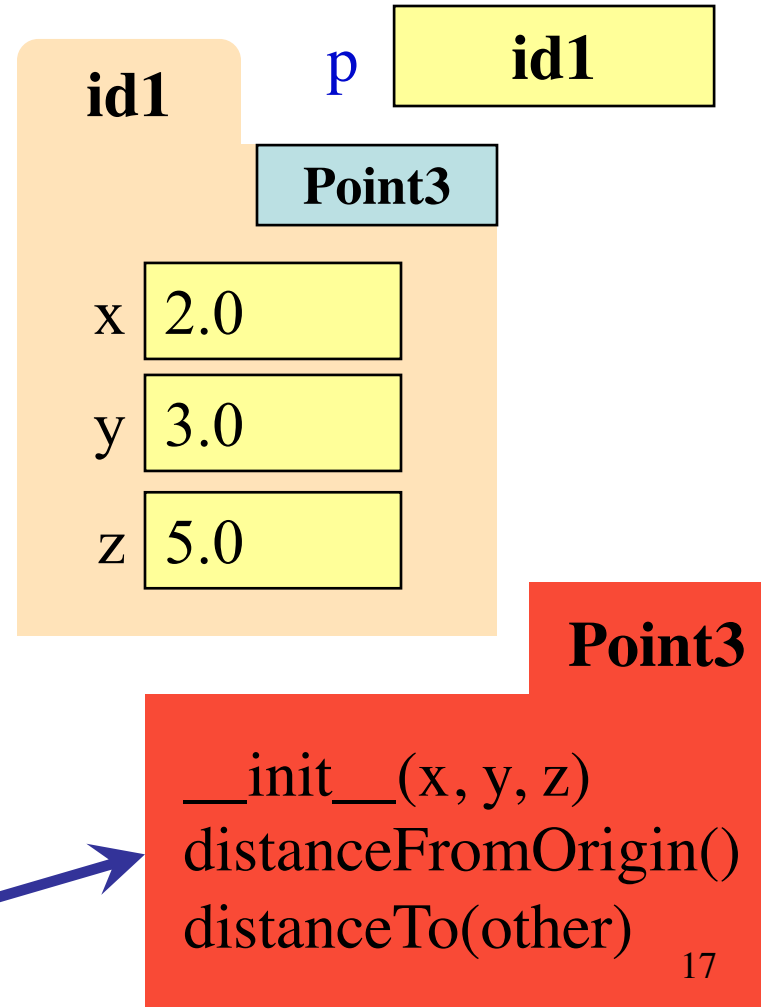 p id1
id1
Point3
x 2.0
y 3.0
z 5.0
Point3
__init__(x, y, z)
distanceFromOrigin()
distanceTo(other)
17